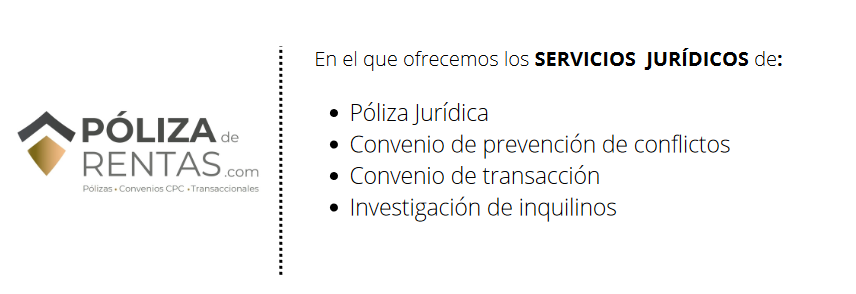 PÓLIZA de
RENTAS.com
Pólizas • Convenios CPC • Transaccionales
En el que ofrecemos los SERVICIOS JURÍDICOS de:
• Póliza Jurídica
• Convenio de prevención de conflictos
• Convenio de transacción
• Investigación de inquilinos